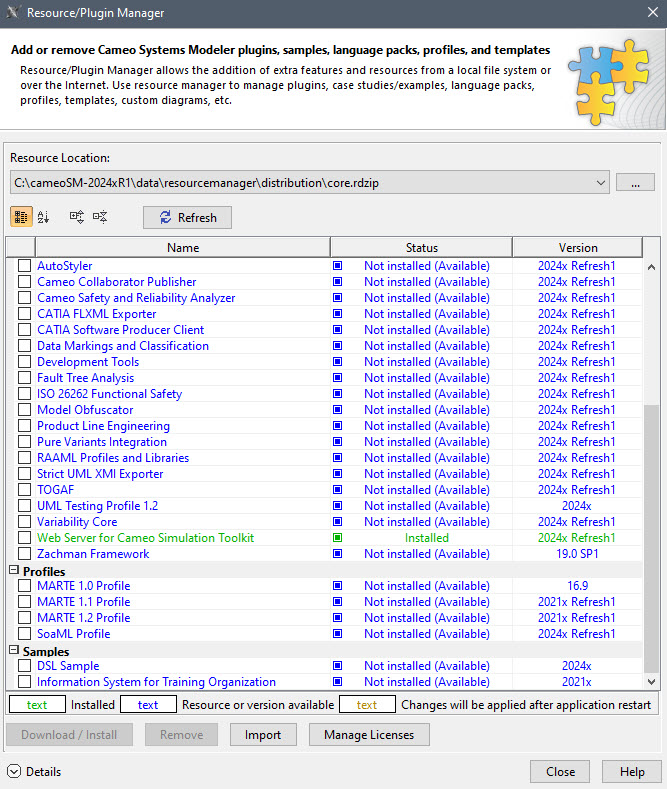 Resource/Plugin Manager
Add or remove Cameo Systems Modeler plugins, samples, language packs, profiles, and templates
Resource/Plugin Manager allows the addition of extra features and resources from a local file system or
over the Internet. Use resource manager to manage plugins, case studies/examples, language packs,
profiles, templates, custom diagrams, etc.
Resource Location:
C:\cameoSM-2024xR1\data\resourcemanager\distribution\core.rdzip ...
Refresh
Name Status Version
AutoStyler Not installed (Available) 2024x Refresh1
Cameo Collaborator Publisher Not installed (Available) 2024x Refresh1
Cameo Safety and Reliability Analyzer Not installed (Available) 2024x Refresh1
CATIA FLXML Exporter Not installed (Available) 2024x Refresh1
CATIA Software Producer Client Not installed (Available) 2024x Refresh1
Data Markings and Classification Not installed (Available) 2024x Refresh1
Development Tools Not installed (Available) 2024x Refresh1
Fault Tree Analysis Not installed (Available) 2024x Refresh1
ISO 26262 Functional Safety Not installed (Available) 2024x Refresh1
Model Obfuscator Not installed (Available) 2024x Refresh1
Product Line Engineering Not installed (Available) 2024x Refresh1
Pure Variants Integration Not installed (Available) 2024x Refresh1
RAAML Profiles and Libraries Not installed (Available) 2024x Refresh1
Strict UML XMI Exporter Not installed (Available) 2024x Refresh1
TOGAF Not installed (Available) 2024x Refresh1
UML Testing Profile 1.2 Not installed (Available) 2024x
Variability Core Not installed (Available) 2024x Refresh1
Web Server for Cameo Simulation Toolkit Installed 2024x Refresh1
Zachman Framework Not installed (Available) 19.0 SP1
Profiles
MARTE 1.0 Profile Not installed (Available) 16.9
MARTE 1.1 Profile Not installed (Available) 2021x Refresh1
MARTE 1.2 Profile Not installed (Available) 2021x Refresh1
SoaML Profile Not installed (Available) 2024x Refresh1
Samples
DSL Sample Not installed (Available) 2024x
Information System for Training Organization Not installed (Available) 2021x
text Installed text Resource or version available text Changes will be applied after application restart
Download / Install Remove Import Manage Licenses
Details
Close Help